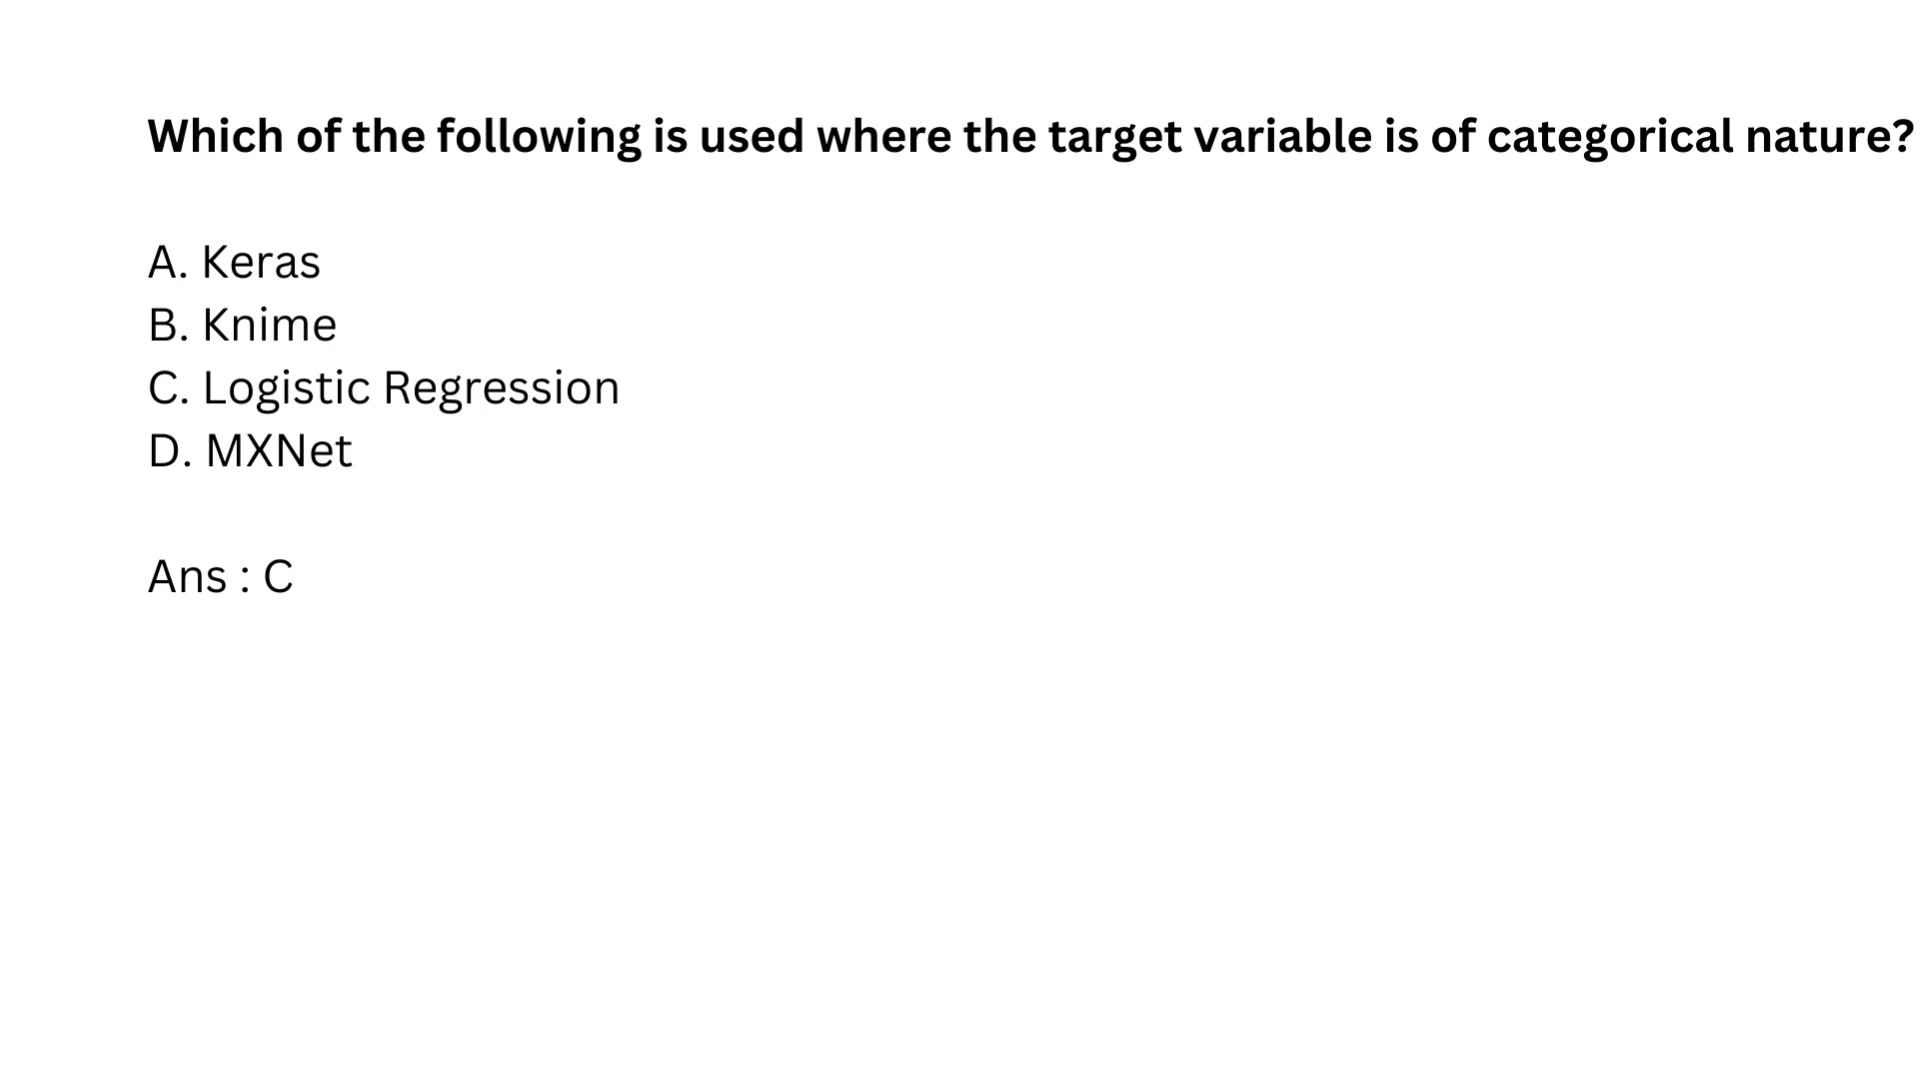 Which of the following is used where the target variable is of categorical nature?
A. Keras
B. Knime
C. Logistic Regression
D. MXNet
Ans : C